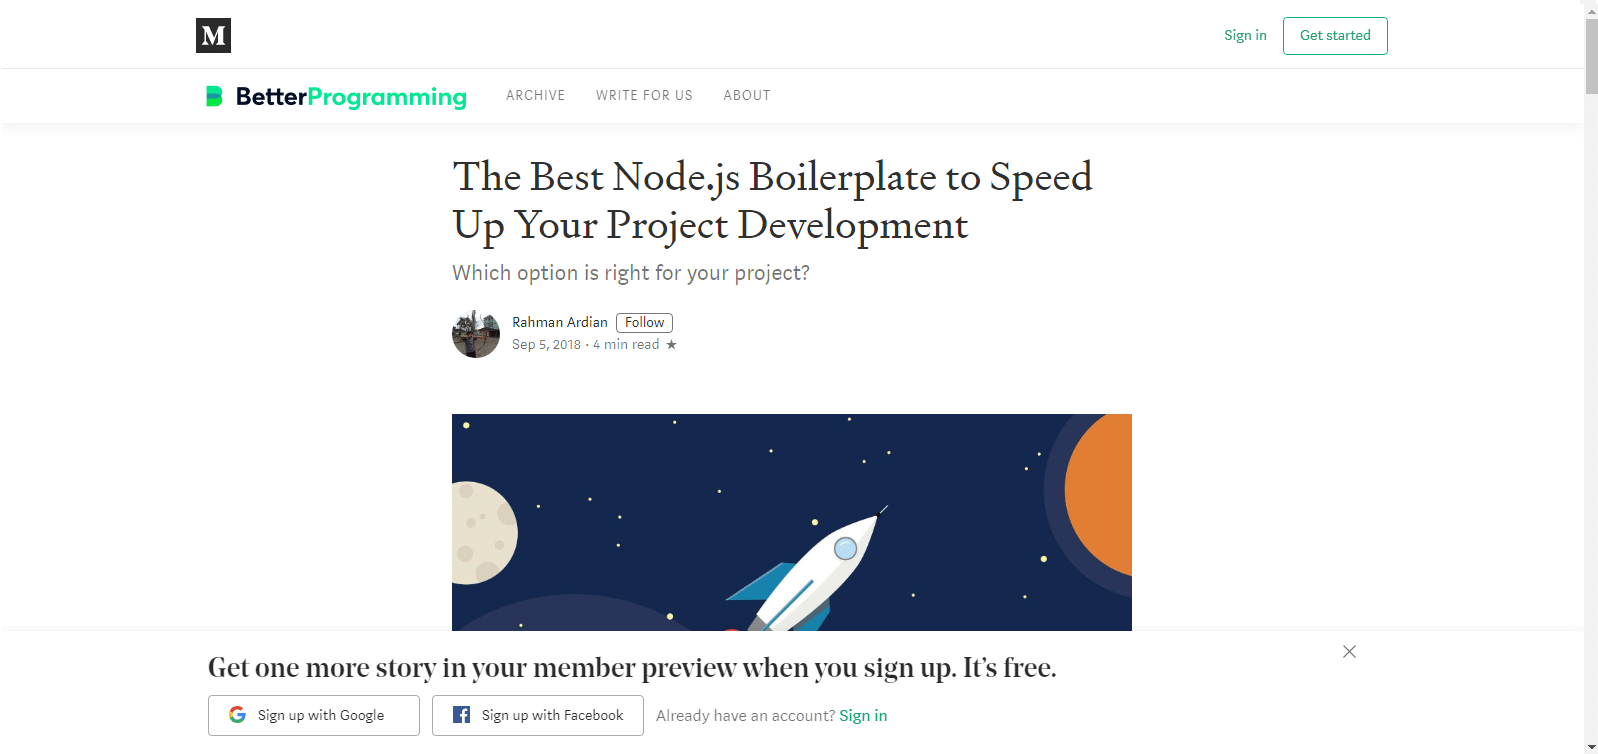 M
Sign in
Get started
BetterProgramming
ARCHIVE
WRITE FOR US
ABOUT
The Best Node.js Boilerplate to Speed
Up Your Project Development
Which option is right for your project?
Rahman Ardian
Follow
Sep 5, 2018 · 4 min read ★
Get one more story in your member preview when you sign up. It’s free.
Sign up with Google
Sign up with Facebook
Already have an account? Sign in